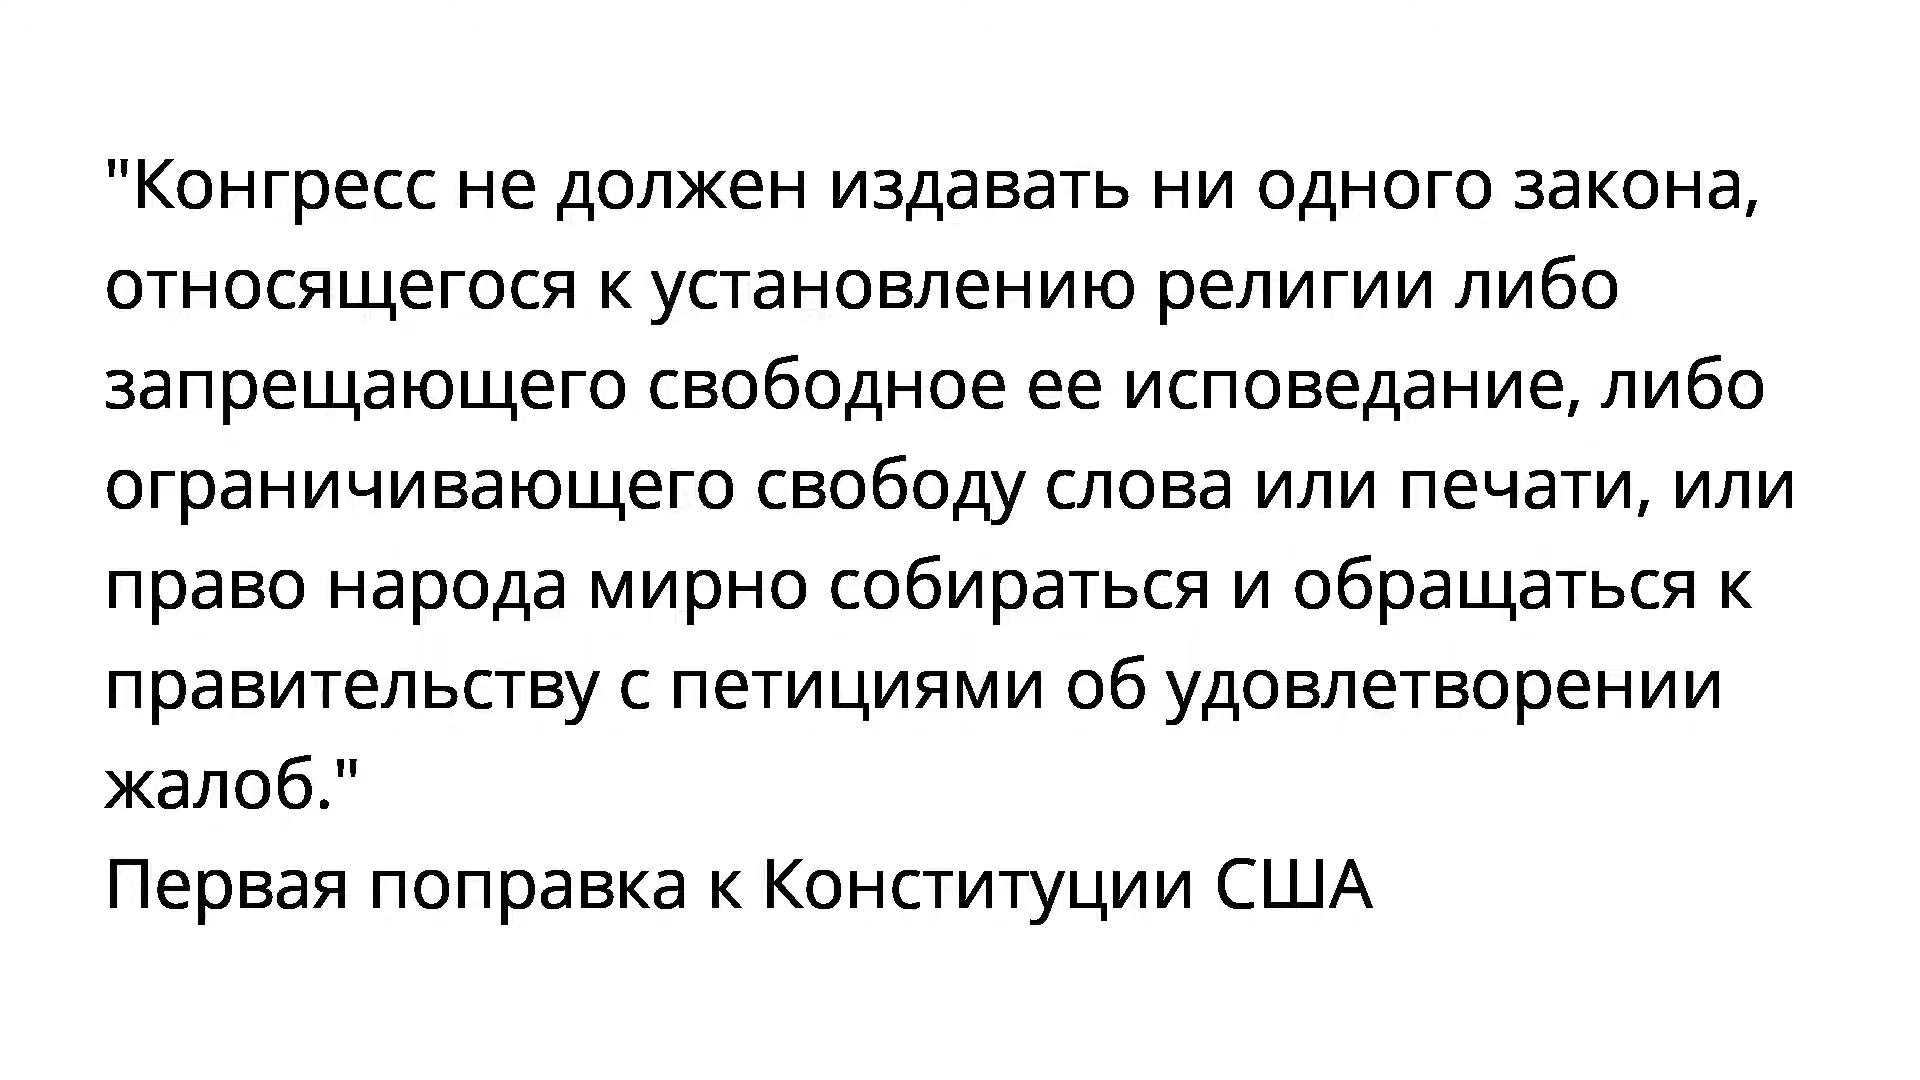 "Конгресс не должен издавать ни одного закона,
относящегося к установлению религии либо
запрещающего свободное ее исповедание, либо
ограничивающего свободу слова или печати, или
право народа мирно собираться и обращаться к
правительству с петициями об удовлетворении
жалоб."
Первая поправка к Конституции США